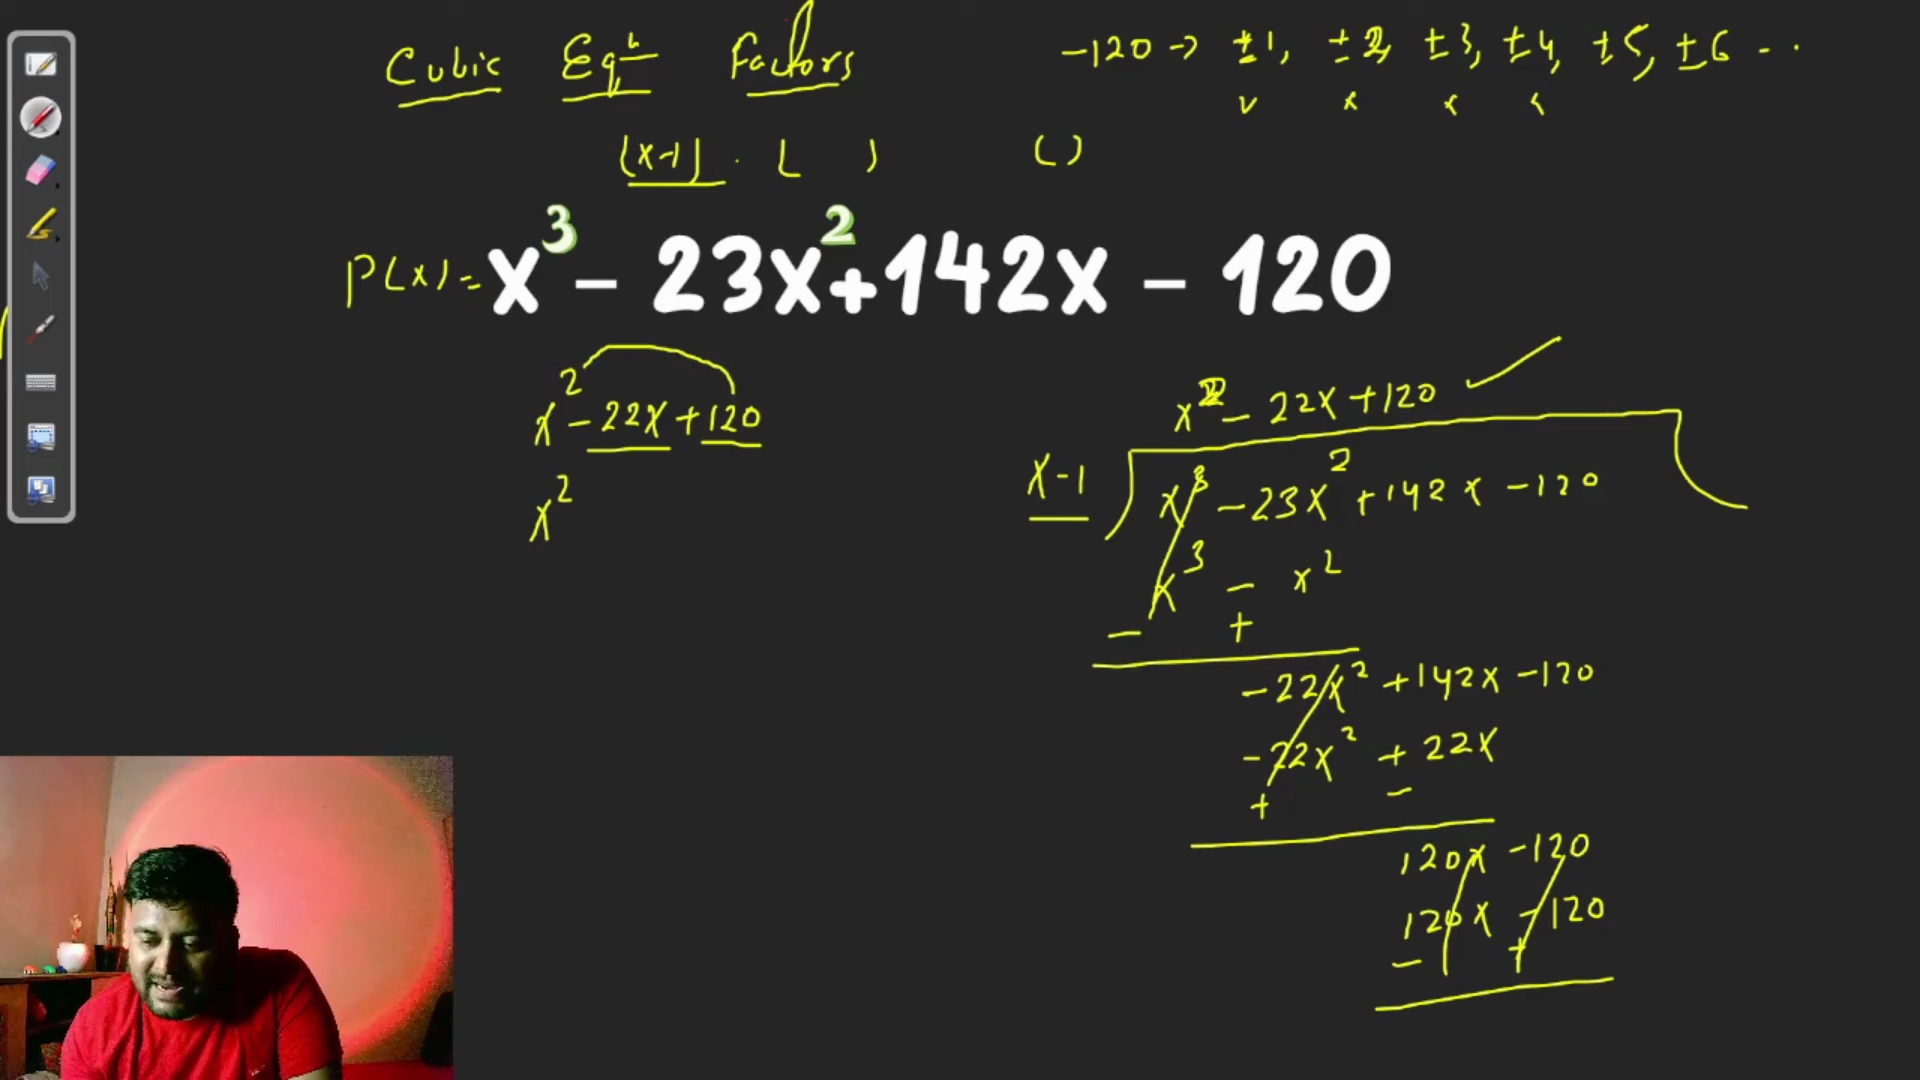 Cubic Eqⁿ Factors
-120 → ±1, ±2, ±3, ±4, ±5, ±6 - - .
v x x
(x-1) . ( ) ( )
P(x) = x³ - 23x² + 142x - 120
x² - 22x + 120
x²
x² - 22x + 120 ✓
x-1 ) x³ - 23x² + 142x - 120 (
x³ - x²
- +
-22x² + 142x - 120
-22x² + 22x
+ -
120x - 120
120x - 120
- +